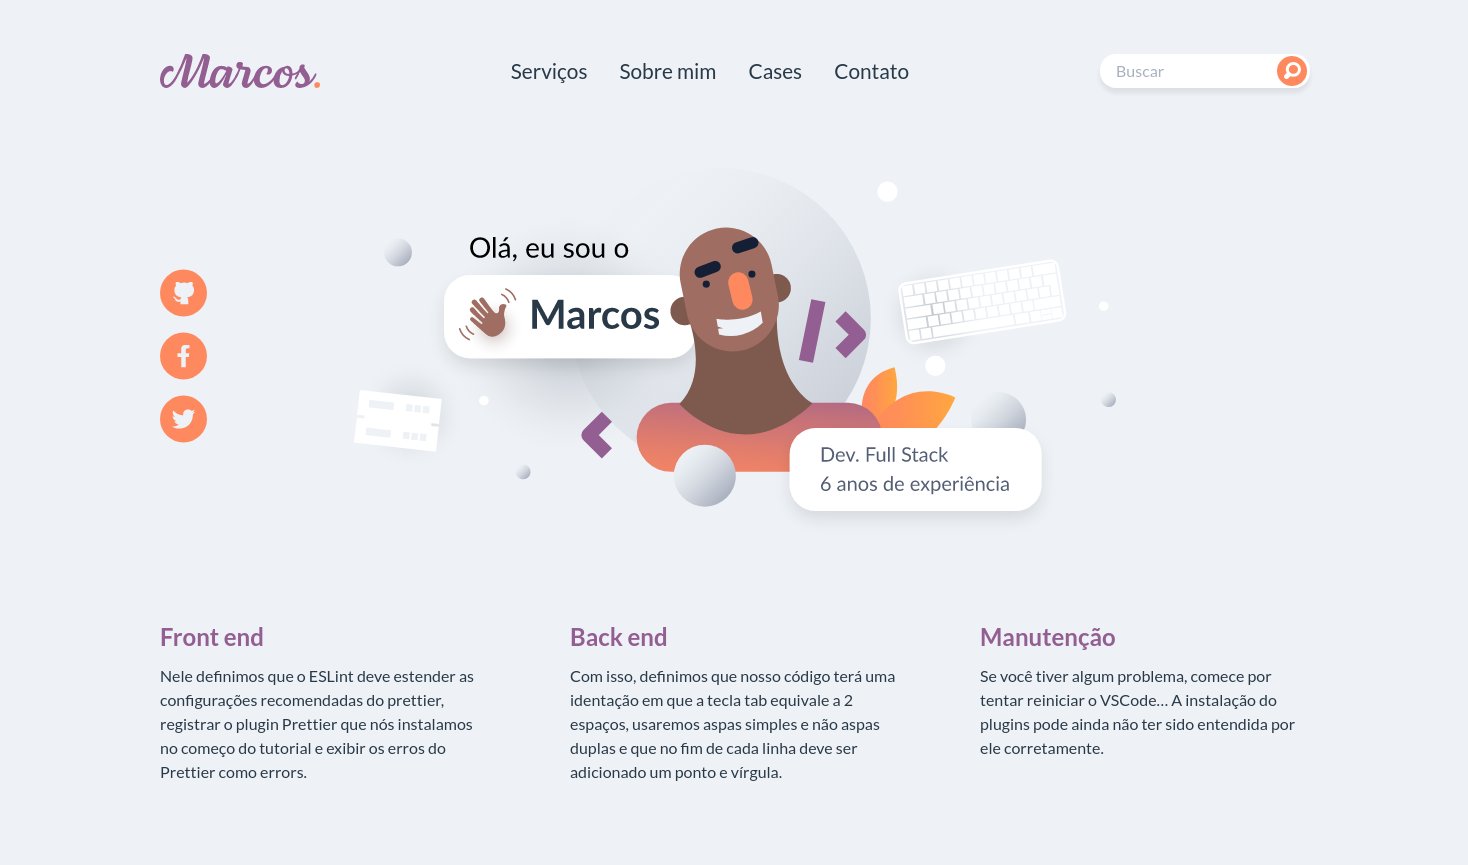 Marcos.
Serviços
Sobre mim
Cases
Contato
Buscar
Olá, eu sou o
Marcos
Dev. Full Stack
6 anos de experiência
Front end
Nele definimos que o ESLint deve estender as
configurações recomendadas do prettier,
registrar o plugin Prettier que nós instalamos
no começo do tutorial e exibir os erros do
Prettier como errors.
Back end
Com isso, definimos que nosso código terá uma
identação em que a tecla tab equivale a 2
espaços, usaremos aspas simples e não aspas
duplas e que no fim de cada linha deve ser
adicionado um ponto e vírgula.
Manutenção
Se você tiver algum problema, comece por
tentar reiniciar o VSCode... A instalação do
plugins pode ainda não ter sido entendida por
ele corretamente.